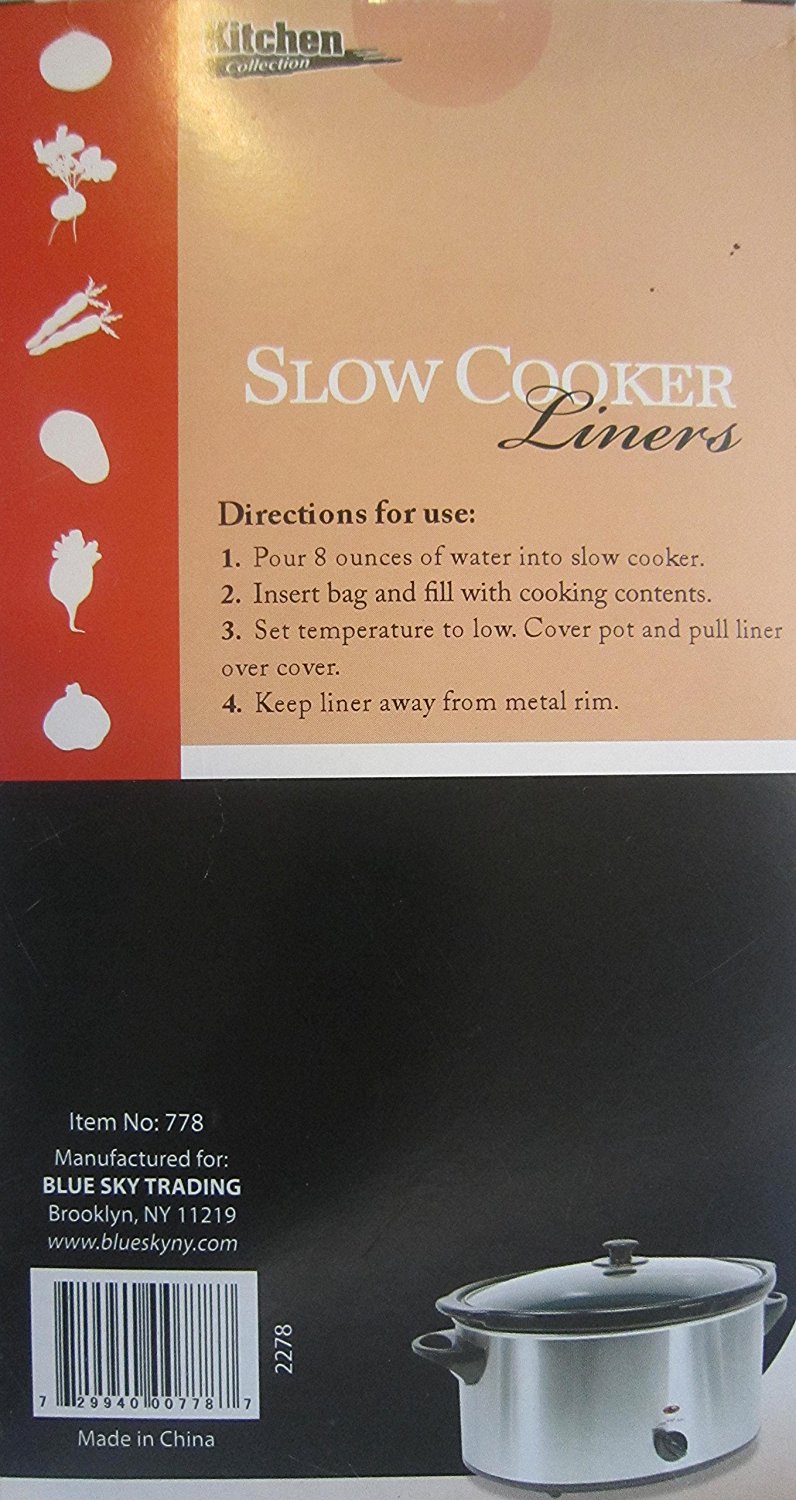 Kitchen
Collection
SLOW COOKER
Liners
Directions for use:
1. Pour 8 ounces of water into slow cooker.
2. Insert bag and fill with cooking contents.
3. Set temperature to low. Cover pot and pull liner
over cover.
4. Keep liner away from metal rim.
Item No: 778
Manufactured for:
BLUE SKY TRADING
Brooklyn, NY 11219
www.blueskyny.com
7 29940 00778 7
2278
Made in China